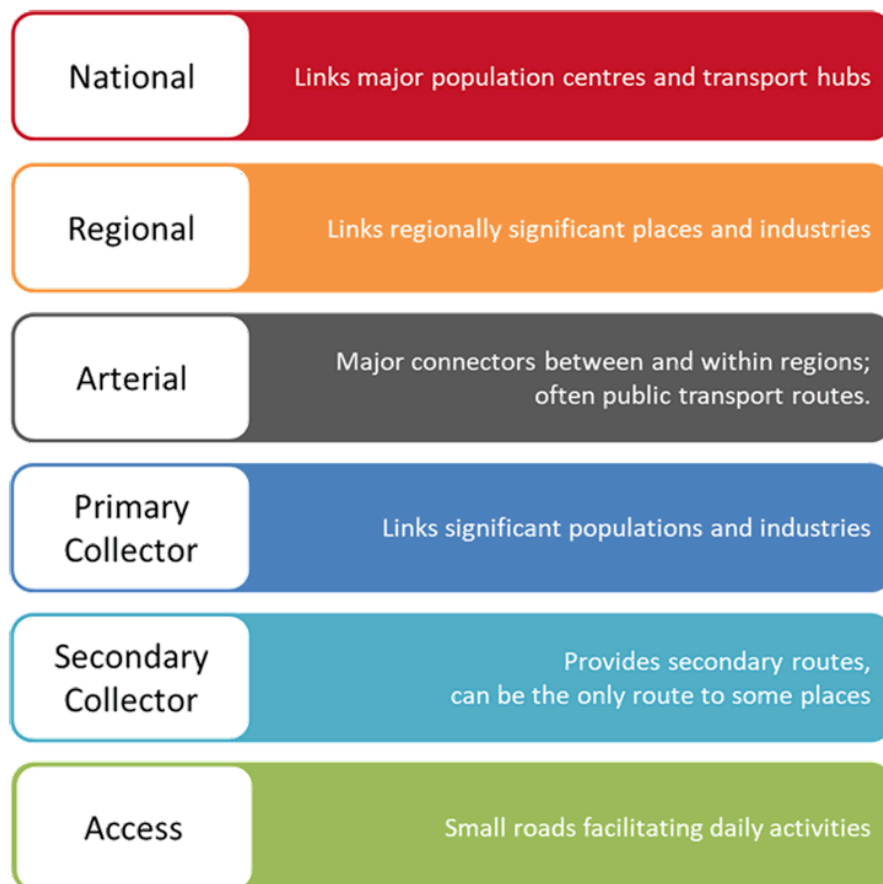 National
Links major population centres and transport hubs
Regional
Links regionally significant places and industries
Arterial
Major connectors between and within regions;
often public transport routes.
Primary
Collector
Links significant populations and industries
Secondary
Collector
Provides secondary routes,
can be the only route to some places
Access
Small roads facilitating daily activities